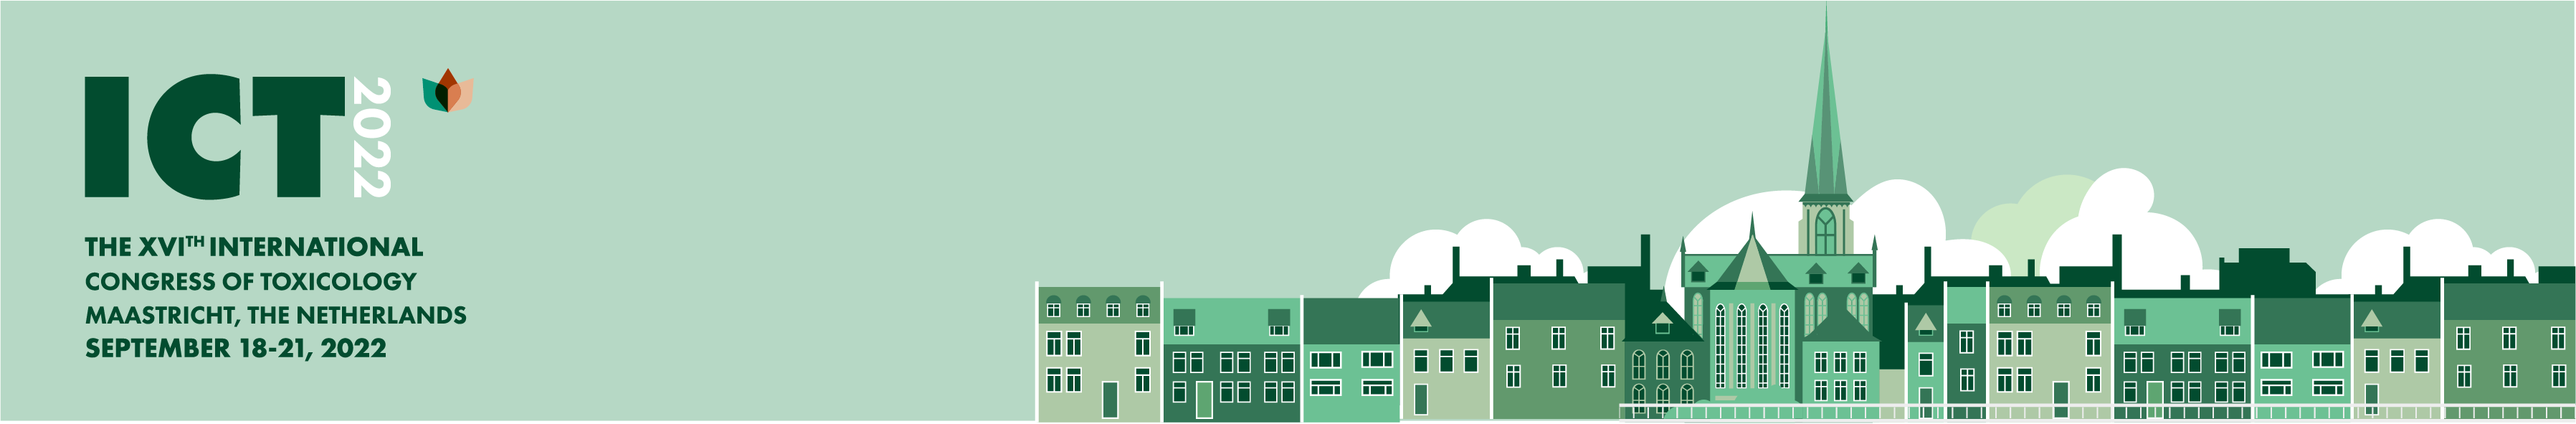 ICT 2022
THE XVITH INTERNATIONAL
CONGRESS OF TOXICOLOGY
MAASTRICHT, THE NETHERLANDS
SEPTEMBER 18-21, 2022